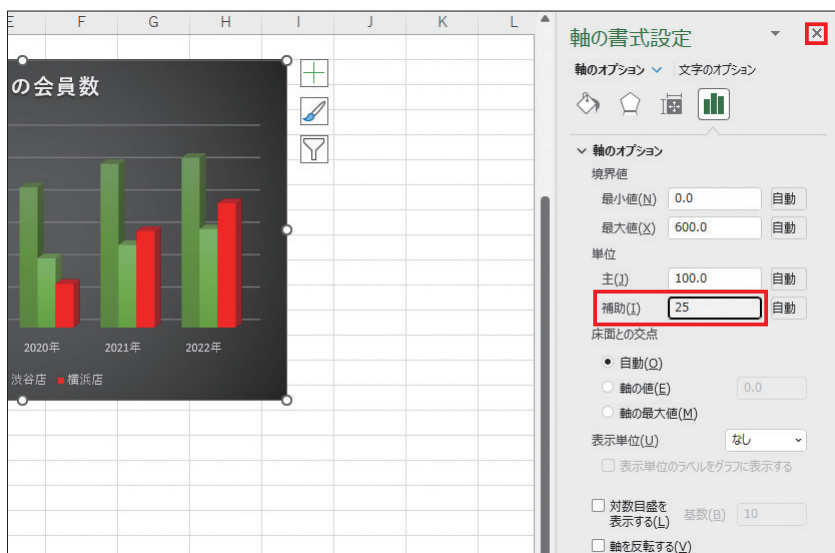 E F G H I J K L
の会員数
2020年 2021年 2022年
渋谷店 横浜店
軸の書式設定
軸のオプション 文字のオプション
軸のオプション
境界値
最小値(N) 0.0 自動
最大値(X) 600.0 自動
単位
主(J) 100.0 自動
補助(I) 25 自動
床面との交点
自動(O)
軸の値(E) 0.0
軸の最大値(M)
表示単位(U) なし
表示単位のラベルをグラフに表示する
対数目盛を
表示する(L) 基数(B) 10
軸を反転する(V)